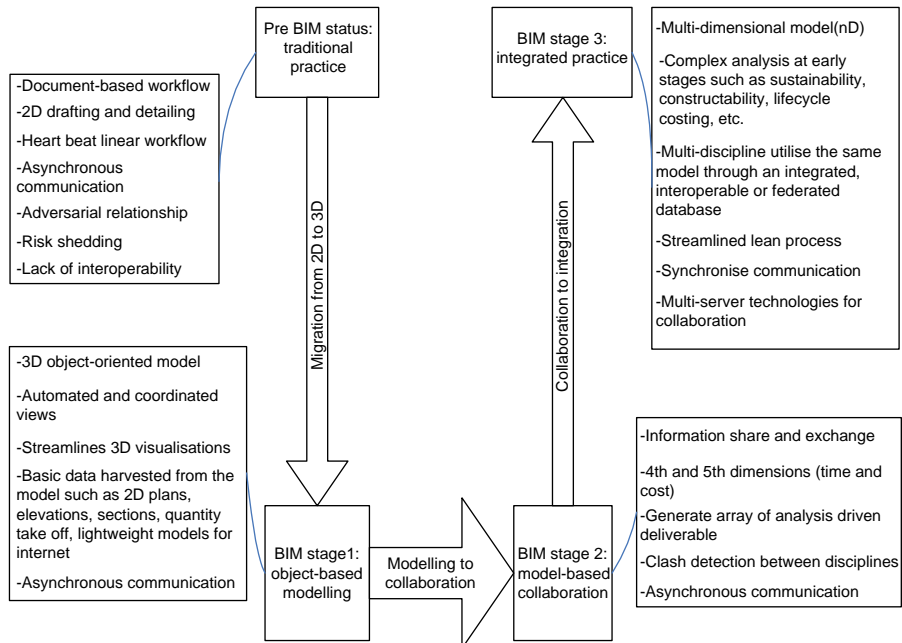 Pre BIM status:
traditional
practice
-Document-based workflow
-2D drafting and detailing
-Heart beat linear workflow
-Asynchronous
communication
-Adversarial relationship
-Risk shedding
-Lack of interoperability
Migration from 2D to 3D
-3D object-oriented model
-Automated and coordinated
views
-Streamlines 3D visualisations
-Basic data harvested from the
model such as 2D plans,
elevations, sections, quantity
take off, lightweight models for
internet
-Asynchronous communication
BIM stage1:
object-based
modelling
Modelling to
collaboration
BIM stage 2:
model-based
collaboration
-Information share and exchange
-4th and 5th dimensions (time and
cost)
-Generate array of analysis driven
deliverable
-Clash detection between disciplines
-Asynchronous communication
Collaboration to integration
BIM stage 3:
integrated practice
-Multi-dimensional model(nD)
-Complex analysis at early
stages such as sustainability,
constructability, lifecycle
costing, etc.
-Multi-discipline utilise the same
model through an integrated,
interoperable or federated
database
-Streamlined lean process
-Synchronise communication
-Multi-server technologies for
collaboration